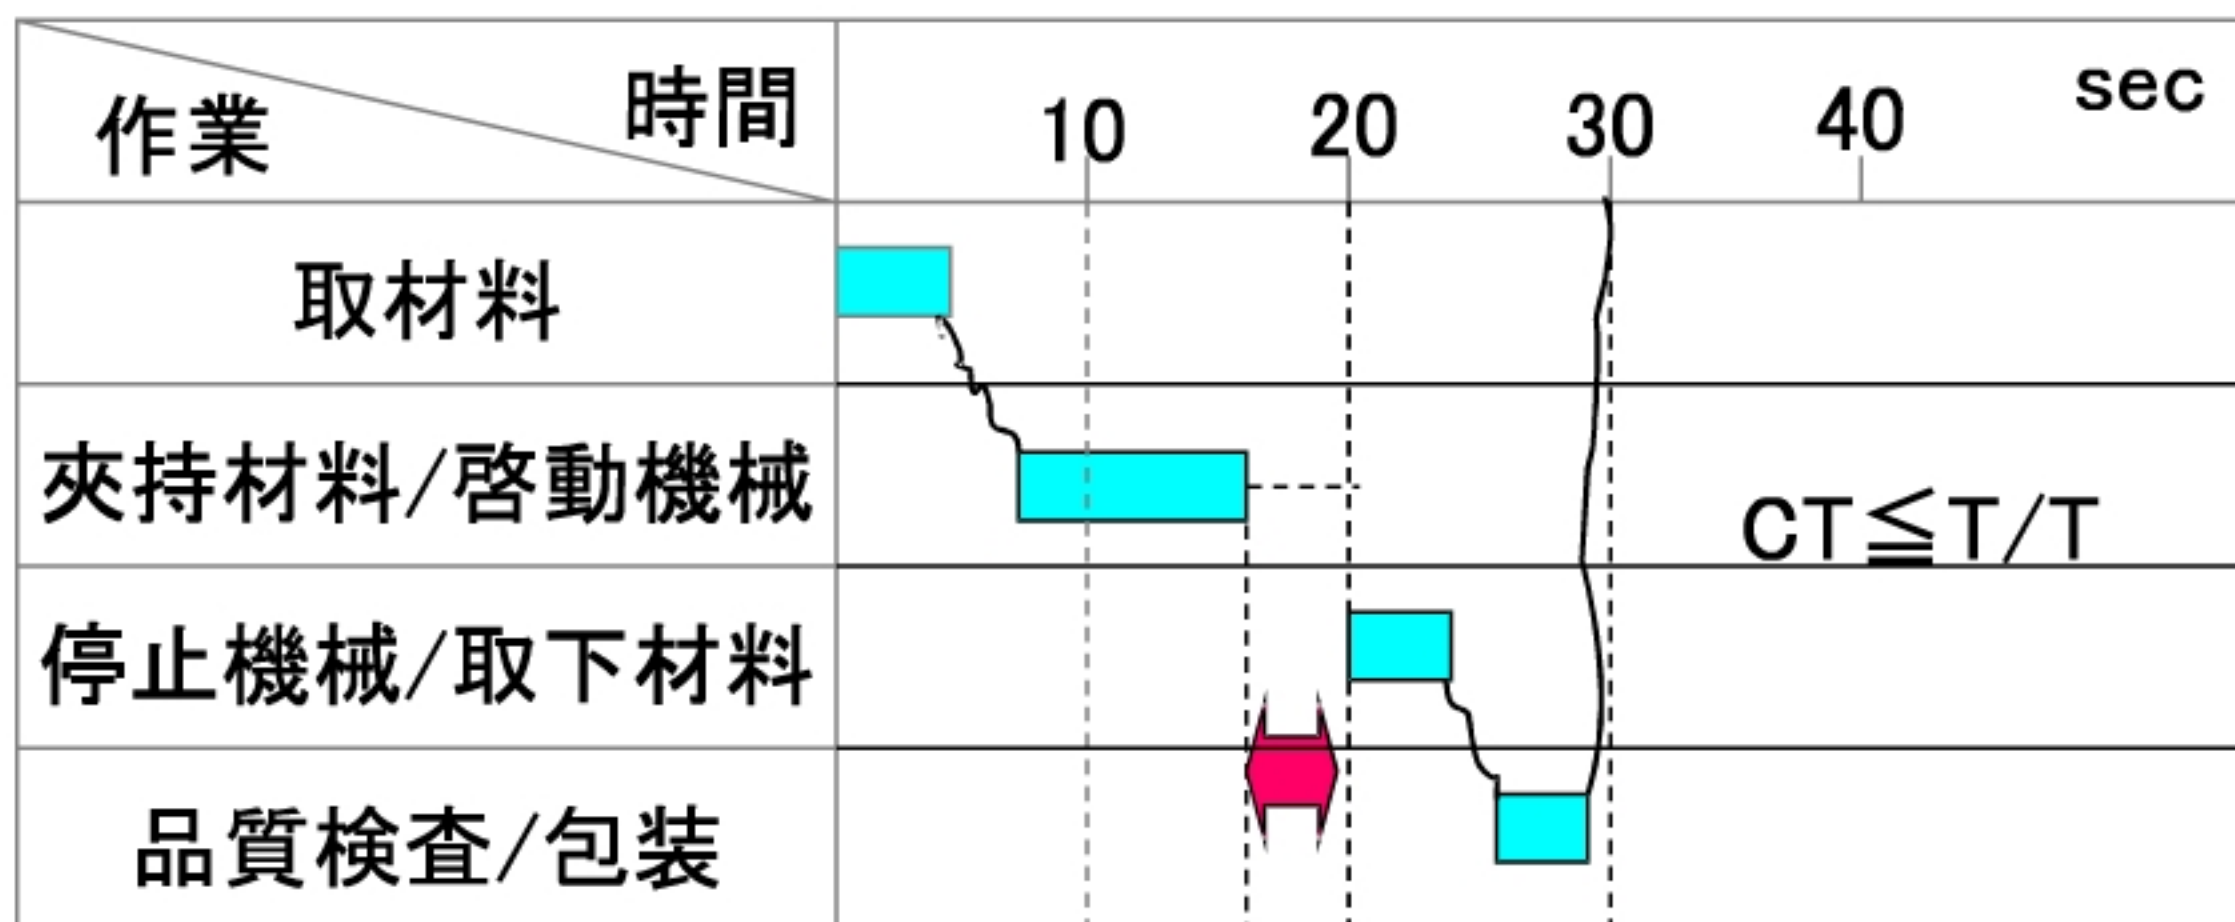 時間
作業
10 20 30 40 sec
取材料
夾持材料/啓動機械
CT≦T/T
停止機械/取下材料
品質検査/包装